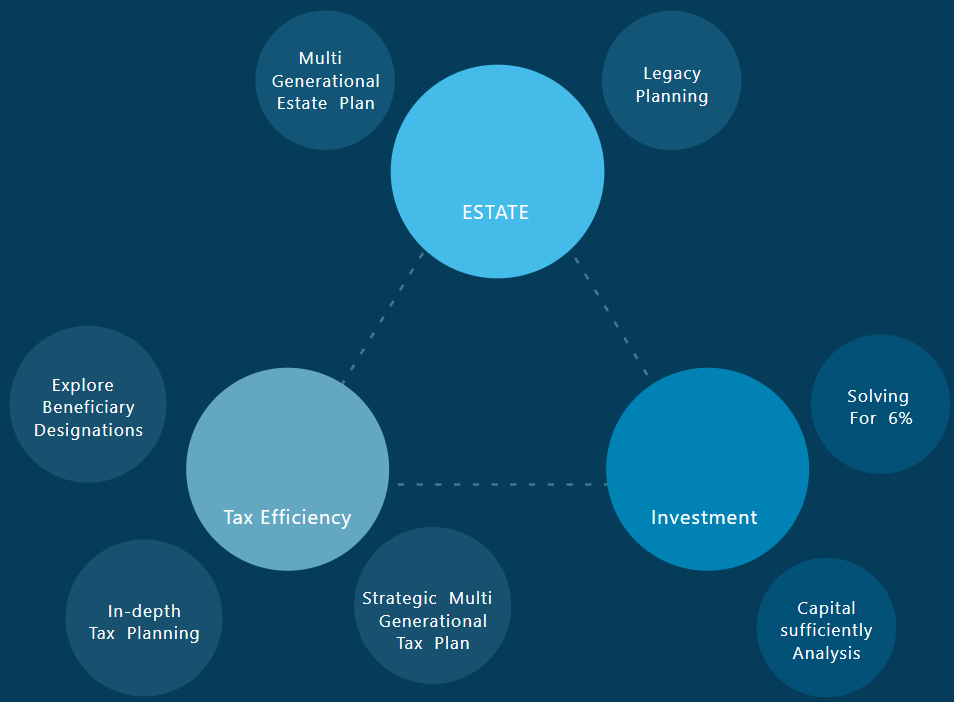 Multi
Generational
Estate Plan
Legacy
Planning
ESTATE
Explore
Beneficiary
Designations
Solving
For 6%
Tax Efficiency
Investment
In-depth
Tax Planning
Strategic Multi
Generational
Tax Plan
Capital
sufficiently
Analysis